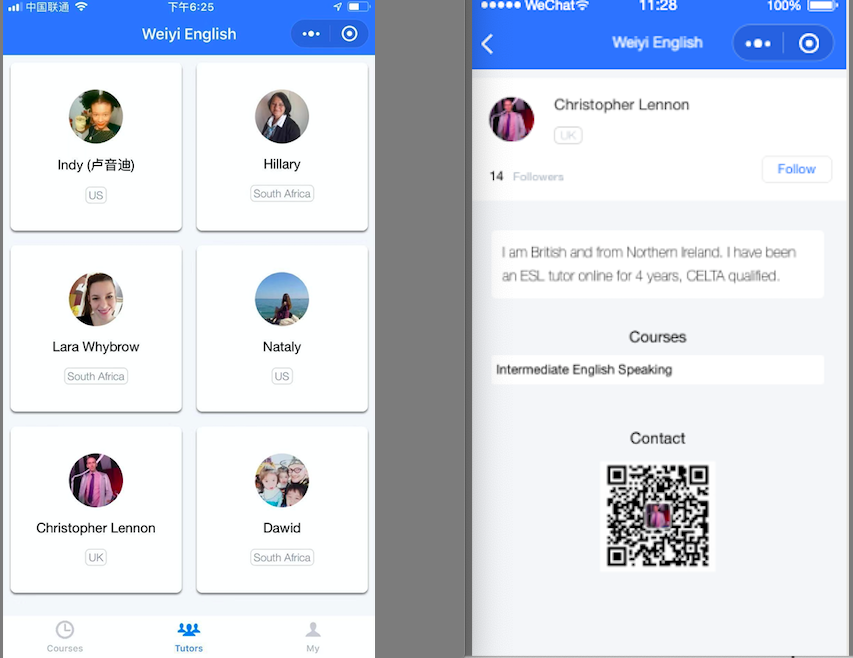 中国联通
下午6:25
Weiyi English
Indy (卢音迪)
US
Hillary
South Africa
Lara Whybrow
South Africa
Nataly
US
Christopher Lennon
UK
Dawid
South Africa
Courses
Tutors
My
WeChat
11:28
100%
Weiyi English
Christopher Lennon
UK
14 Followers
Follow
I am British and from Northern Ireland. I have been
an ESL tutor online for 4 years, CELTA qualified.
Courses
Intermediate English Speaking
Contact